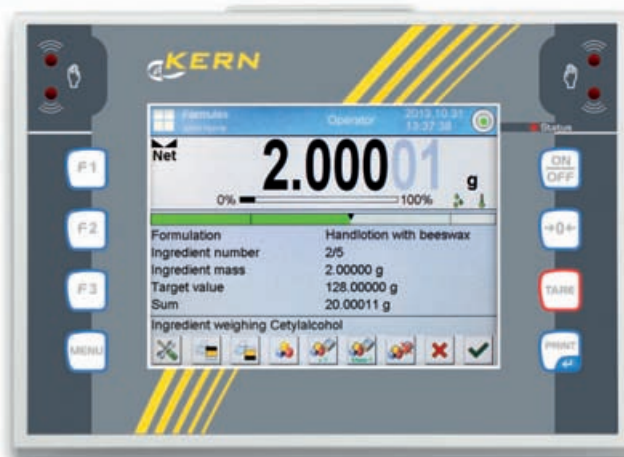 KERN
Formulas
Operator
2013.10.31
13:37:38
Status
Net
2.00001 g
0% 100%
Formulation Handlotion with beeswax
Ingredient number 2/5
Ingredient mass 2.00000 g
Target value 128.00000 g
Sum 20.00011 g
Ingredient weighing Cetylalcohol
F1
F2
F3
MENU
ON
OFF
→0←
TARE
PRINT